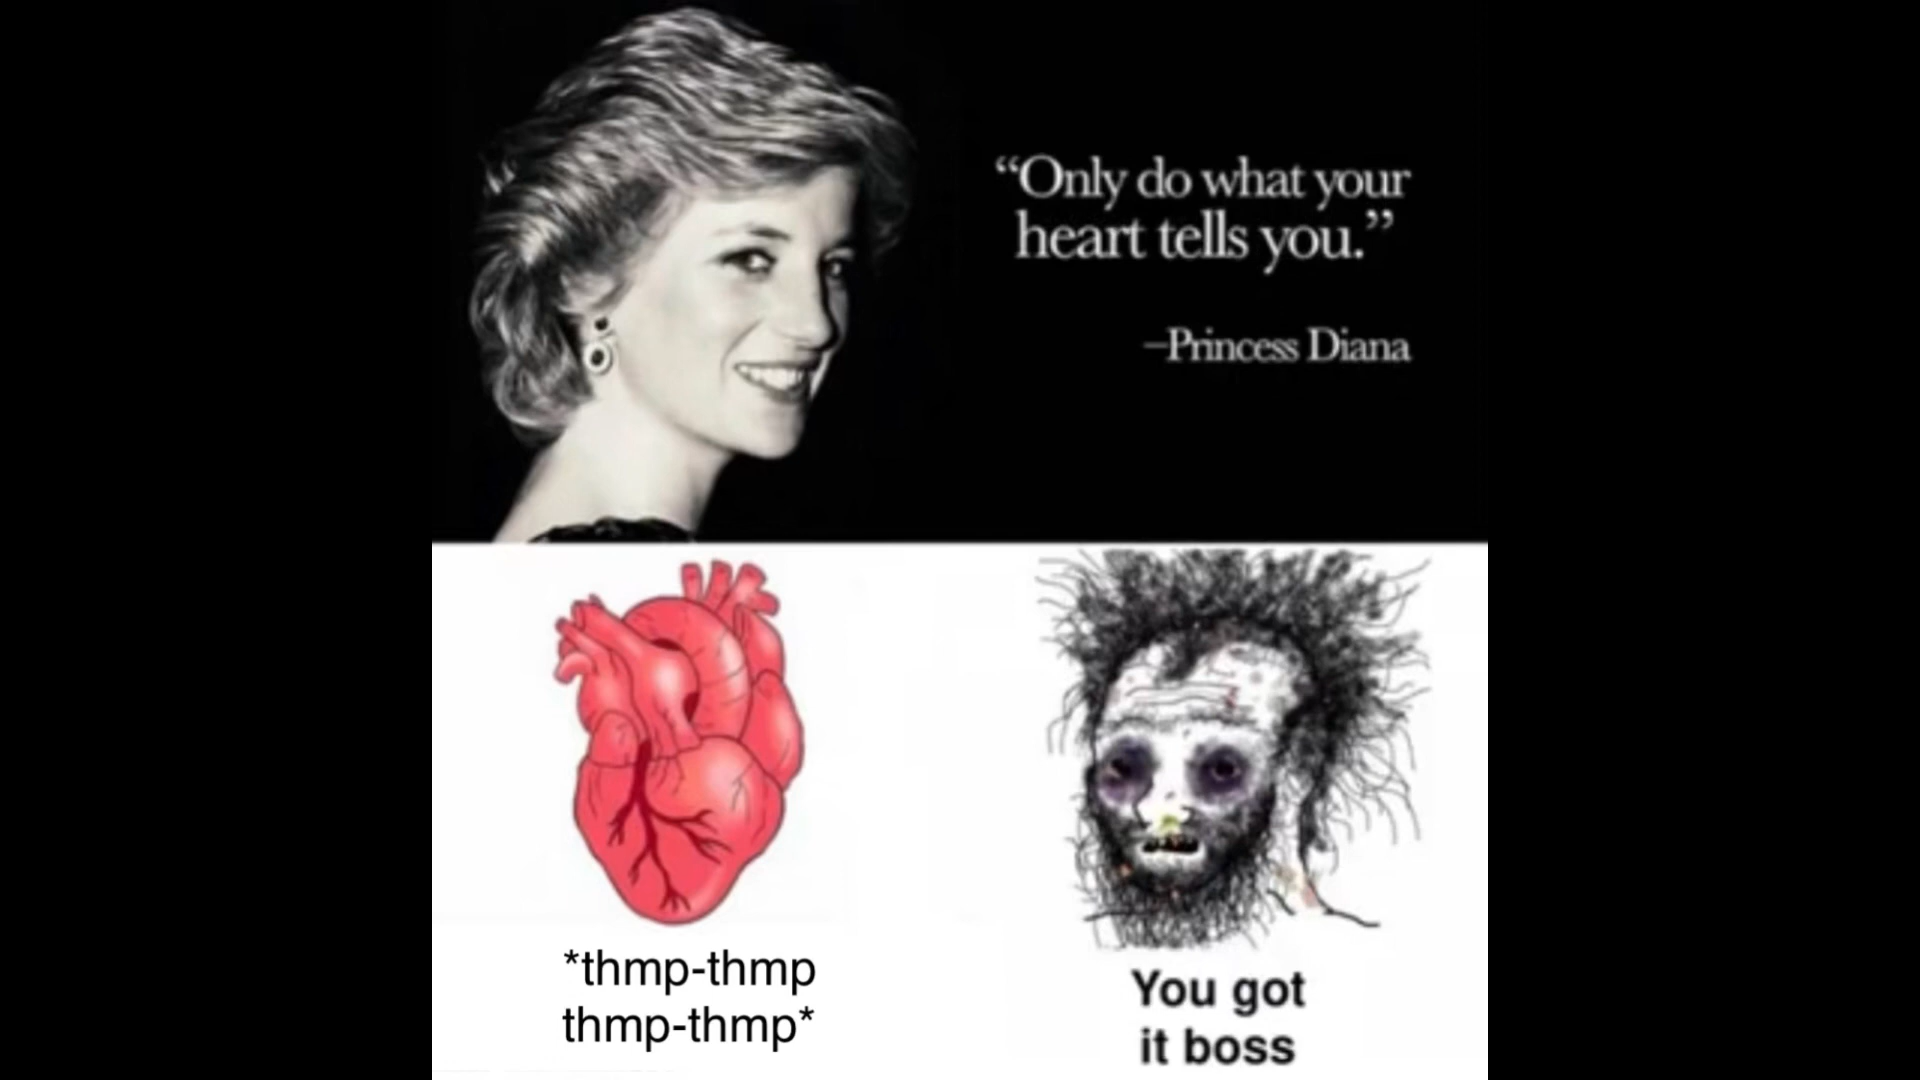 “Only do what your
heart tells you.”
–Princess Diana
*thmp-thmp
thmp-thmp*
You got
it boss